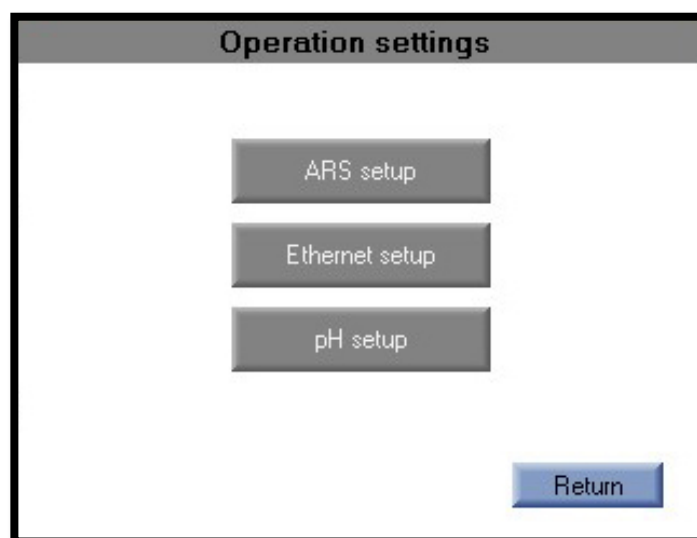 Operation settings
ARS setup
Ethernet setup
pH setup
Return